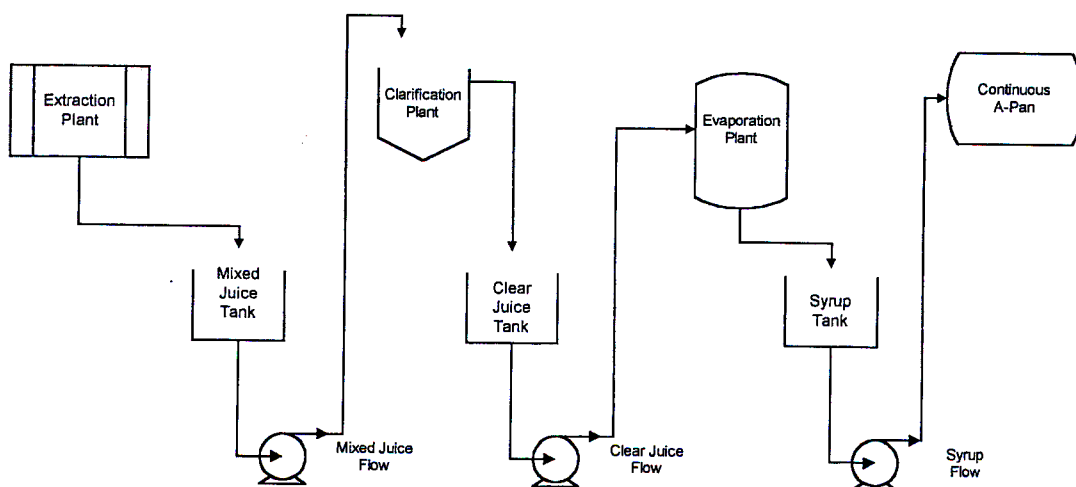 Extraction
Plant
Clarification
Plant
Evaporation
Plant
Continuous
A-Pan
Mixed
Juice
Tank
Clear
Juice
Tank
Syrup
Tank
Mixed Juice
Flow
Clear Juice
Flow
Syrup
Flow